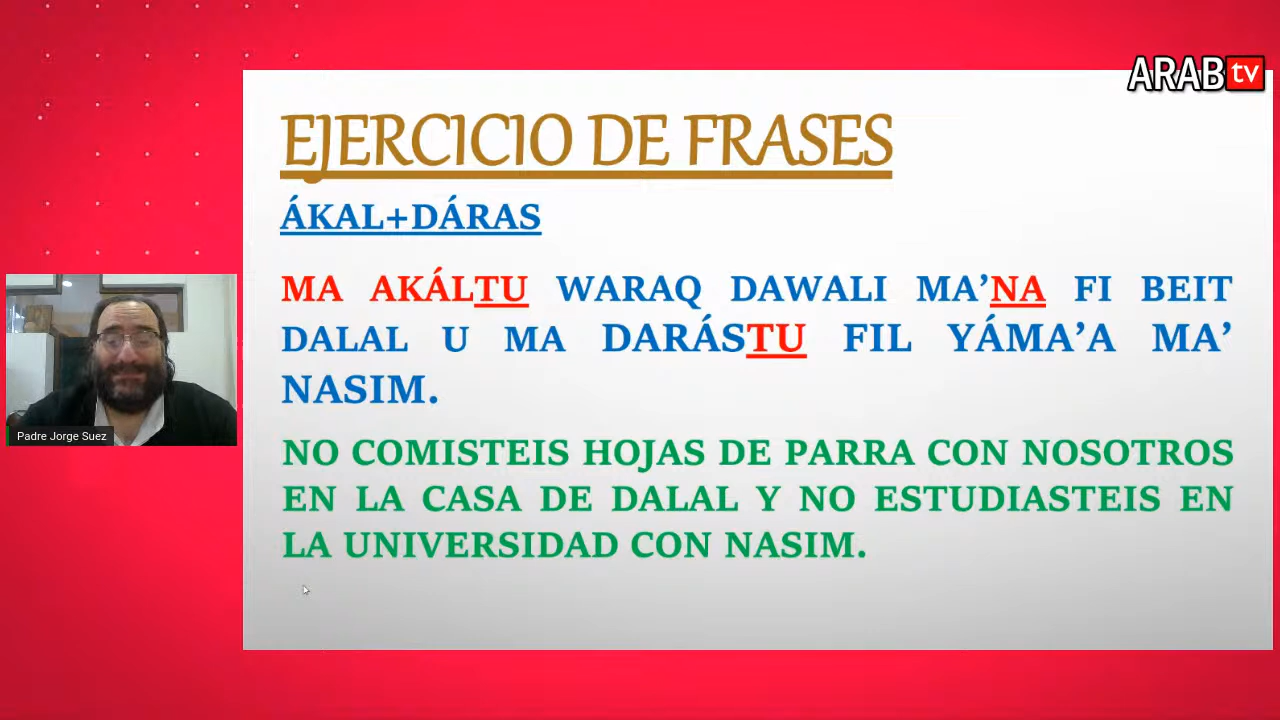 ARAB tv
EJERCICIO DE FRASES
ÁKAL+DÁRAS
MA AKÁLTU WARAQ DAWALI MA’NA FI BEIT
DALAL U MA DARÁSTU FIL YÁMA’A MA’
NASIM.
NO COMISTEIS HOJAS DE PARRA CON NOSOTROS
EN LA CASA DE DALAL Y NO ESTUDIASTEIS EN
LA UNIVERSIDAD CON NASIM.
Padre Jorge Suez